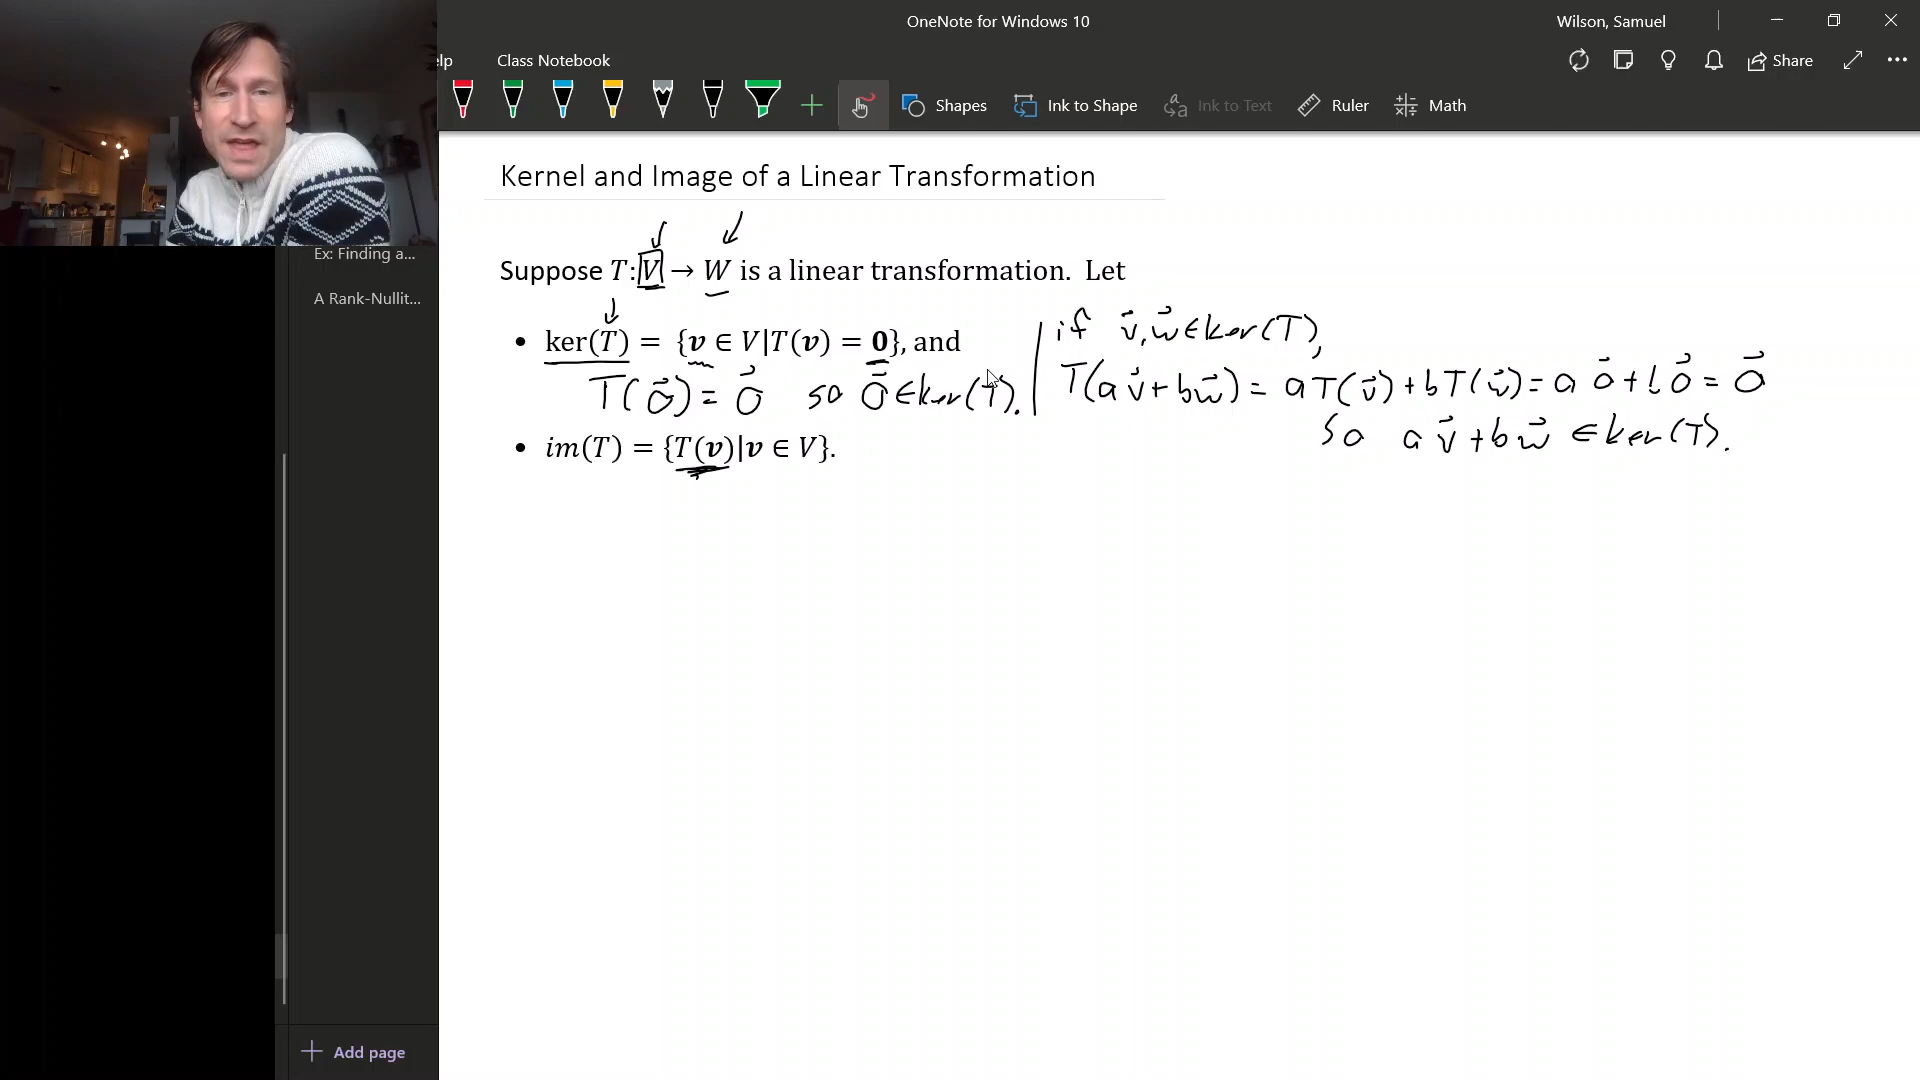 OneNote for Windows 10
Wilson, Samuel
Class Notebook
Share
Shapes
Ink to Shape
Ink to Text
Ruler
Math
Kernel and Image of a Linear Transformation
Ex: Finding a...
A Rank-Nullit...
Suppose T:V → W is a linear transformation. Let
• ker(T) = {v ∈ V|T(v) = 0}, and
T(0⃗) = 0⃗ so 0⃗ ∈ ker(T).
if v⃗, w⃗ ∈ ker(T),
T(av⃗ + bw⃗) = aT(v⃗) + bT(w⃗) = a0⃗ + b0⃗ = 0⃗
So av⃗ + bw⃗ ∈ ker(T).
• im(T) = {T(v)|v ∈ V}.
Add page